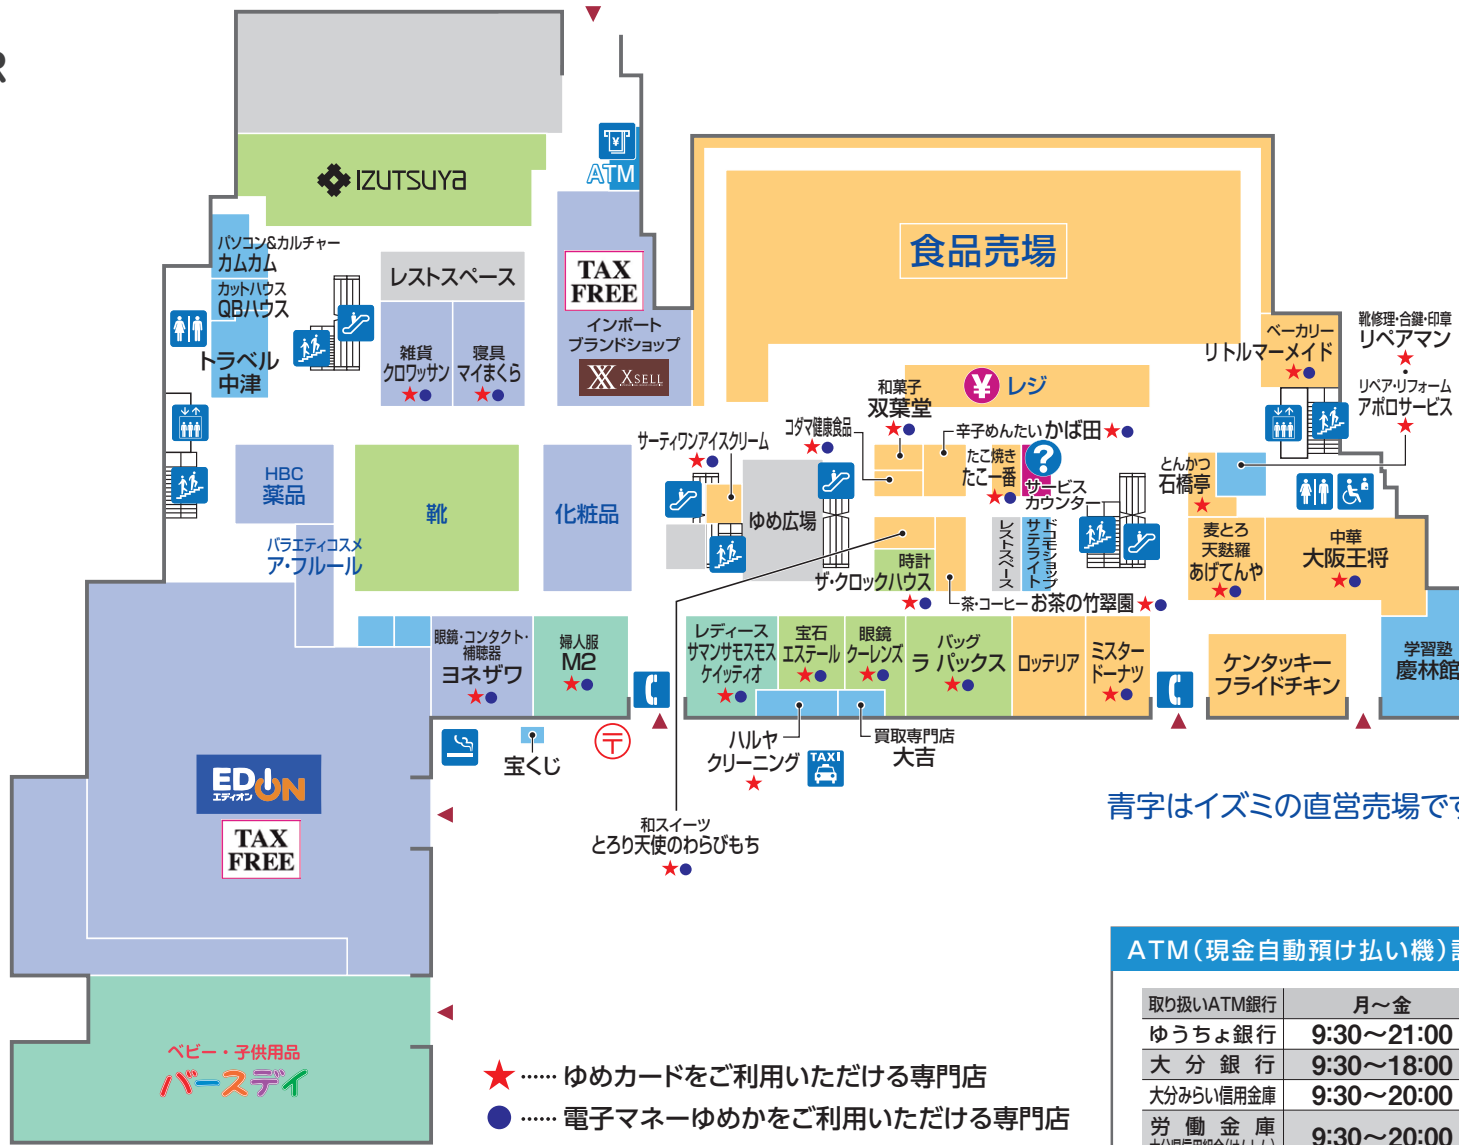 R
IZUTSUYA
ATM
パソコン&カルチャー
カムカム
カットハウス
QBハウス
トラベル
中津
レストスペース
雑貨
クロワッサン
★●
寝具
マイまくら
★●
TAX
FREE
インポート
ブランドショップ
XSELL
食品売場
¥ レジ
ベーカリー
リトルマーメイド
★●
靴修理・合鍵・印章
リペアマン
★
・
リペア・リフォーム
アポロサービス
★
和菓子
双葉堂
★●
コダマ健康食品
★●
辛子めんたい かば田 ★●
サーティワンアイスクリーム
★●
たこ焼き
たこ一番
★●
?
サービス
カウンター
とんかつ
石橋亭
★
HBC
薬品
靴
化粧品
ゆめ広場
バラエティコスメ
ア・フルール
時計
ザ・クロックハウス
★●
レストスペース
ドコモショップ
サテライト
茶・コーヒー お茶の竹翠園 ★●
麦とろ
天麩羅
あげてんや
★●
中華
大阪王将
★●
眼鏡・コンタクト・
補聴器
ヨネザワ
★●
婦人服
M2
★●
レディース
サマンサモスモス
ケイッティオ
★●
宝石
エステール
★●
眼鏡
クーレンズ
★●
バッグ
ラ パックス
★●
ロッテリア
ミスター
ドーナツ
★●
ケンタッキー
フライドチキン
学習塾
慶林館
宝くじ
〒
ハルヤ
クリーニング
★
TAXI
買取専門店
大吉
EDION
エディオン
TAX
FREE
和スイーツ
とろり天使のわらびもち
★●
青字はイズミの直営売場です
ベビー・子供用品
バースデイ
★……ゆめカードをご利用いただける専門店
●……電子マネーゆめかをご利用いただける専門店
ATM(現金自動預け払い機)
取り扱いATM銀行 月〜金
ゆうちょ銀行 9:30〜21:00
大分銀行 9:30〜18:00
大分みらい信用金庫 9:30〜20:00
労働金庫 9:30〜20:00